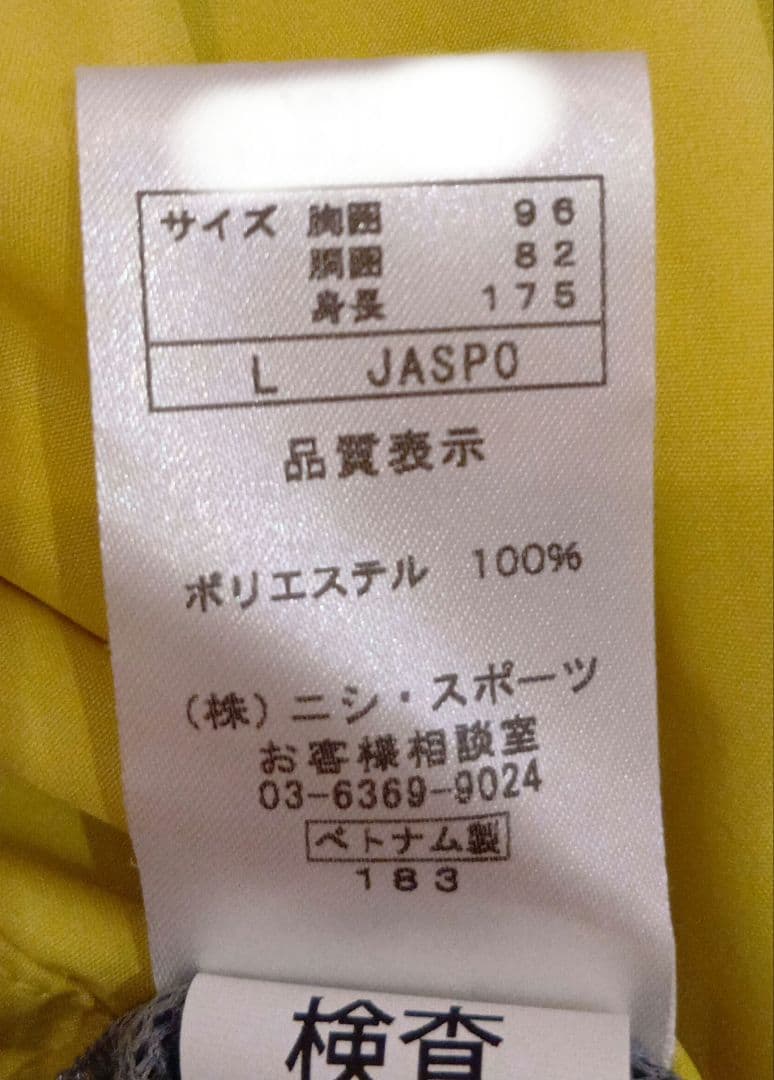 サイズ 胸囲 96
胴囲 82
身長 175
L JASPO
品質表示
ポリエステル 100%
(株)ニシ・スポーツ
お客様相談室
03-6369-9024
ベトナム製
183
検査